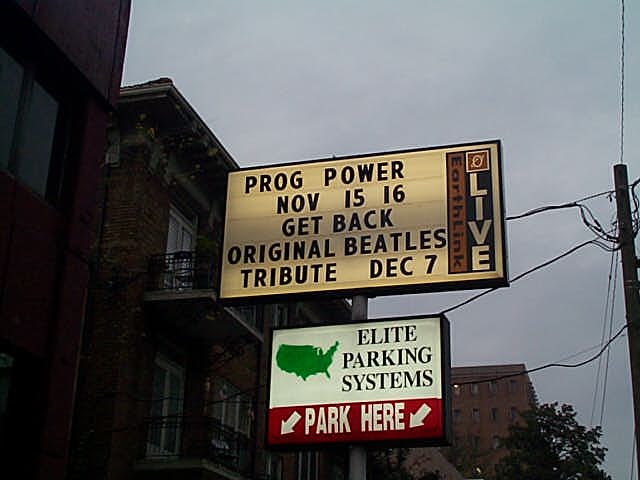 PROG POWER
NOV 15 16
GET BACK
ORIGINAL BEATLES
TRIBUTE DEC 7
EarthLink
LIVE
ELITE
PARKING
SYSTEMS
PARK HERE